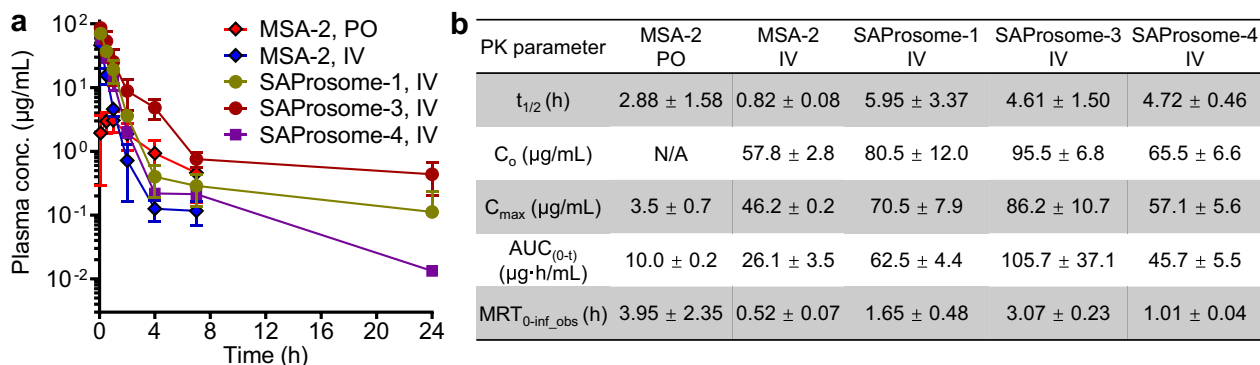 a
Plasma conc. (µg/mL)
10²
10¹
10⁰
10⁻¹
10⁻²
0
4
8
12
16
20
24
Time (h)
MSA-2, PO
MSA-2, IV
SAProsome-1, IV
SAProsome-3, IV
SAProsome-4, IV
b
PK parameter MSA-2 PO MSA-2 IV SAProsome-1 IV SAProsome-3 IV SAProsome-4 IV
t1/2 (h) 2.88 ± 1.58 0.82 ± 0.08 5.95 ± 3.37 4.61 ± 1.50 4.72 ± 0.46
Co (µg/mL) N/A 57.8 ± 2.8 80.5 ± 12.0 95.5 ± 6.8 65.5 ± 6.6
Cmax (µg/mL) 3.5 ± 0.7 46.2 ± 0.2 70.5 ± 7.9 86.2 ± 10.7 57.1 ± 5.6
AUC(0-t) (µg·h/mL) 10.0 ± 0.2 26.1 ± 3.5 62.5 ± 4.4 105.7 ± 37.1 45.7 ± 5.5
MRT0-inf_obs (h) 3.95 ± 2.35 0.52 ± 0.07 1.65 ± 0.48 3.07 ± 0.23 1.01 ± 0.04